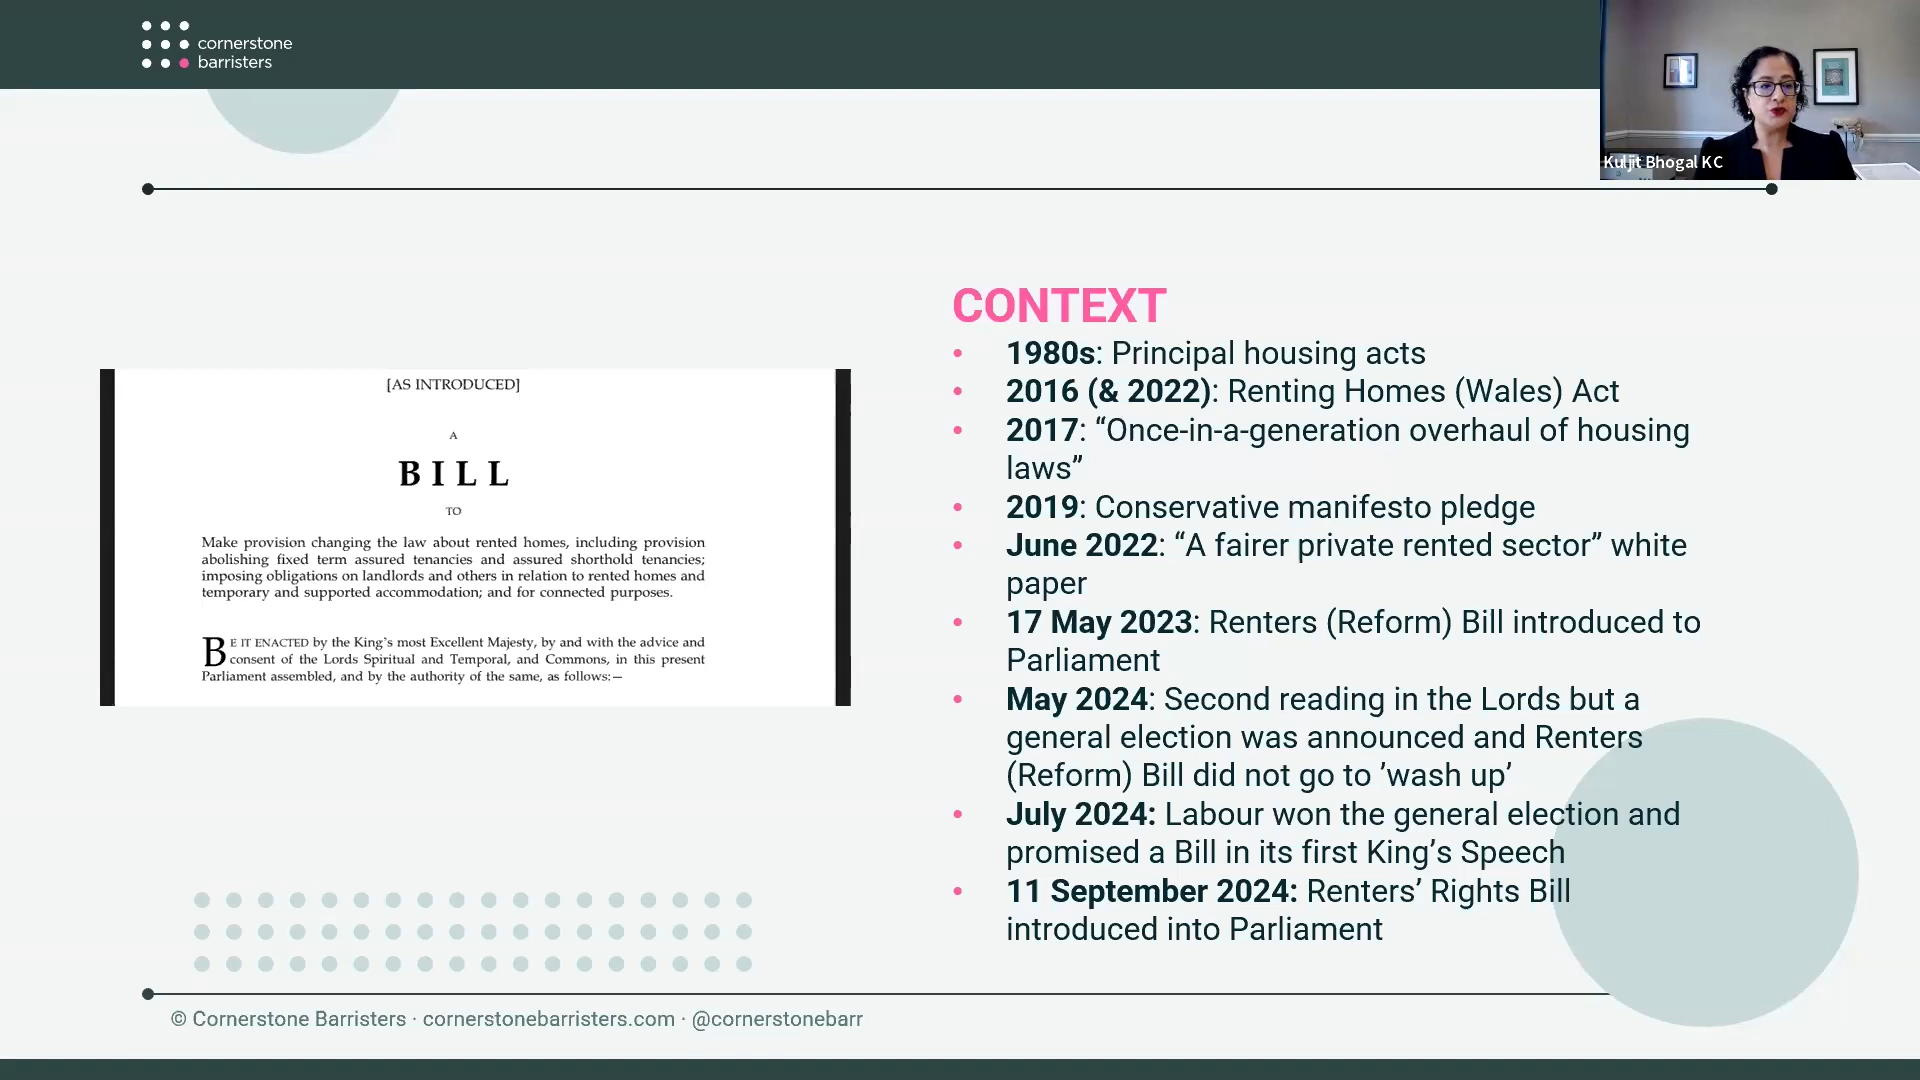 cornerstone
barristers
Kuljit Bhogal KC
[AS INTRODUCED]
A
BILL
TO
Make provision changing the law about rented homes, including provision
abolishing fixed term assured tenancies and assured shorthold tenancies;
imposing obligations on landlords and others in relation to rented homes and
temporary and supported accommodation; and for connected purposes.
BE IT ENACTED by the King's most Excellent Majesty, by and with the advice and
consent of the Lords Spiritual and Temporal, and Commons, in this present
Parliament assembled, and by the authority of the same, as follows:—
CONTEXT
• 1980s: Principal housing acts
• 2016 (& 2022): Renting Homes (Wales) Act
• 2017: “Once-in-a-generation overhaul of housing
laws”
• 2019: Conservative manifesto pledge
• June 2022: “A fairer private rented sector” white
paper
• 17 May 2023: Renters (Reform) Bill introduced to
Parliament
• May 2024: Second reading in the Lords but a
general election was announced and Renters
(Reform) Bill did not go to ’wash up’
• July 2024: Labour won the general election and
promised a Bill in its first King’s Speech
• 11 September 2024: Renters’ Rights Bill
introduced into Parliament
© Cornerstone Barristers · cornerstonebarristers.com · @cornerstonebarr